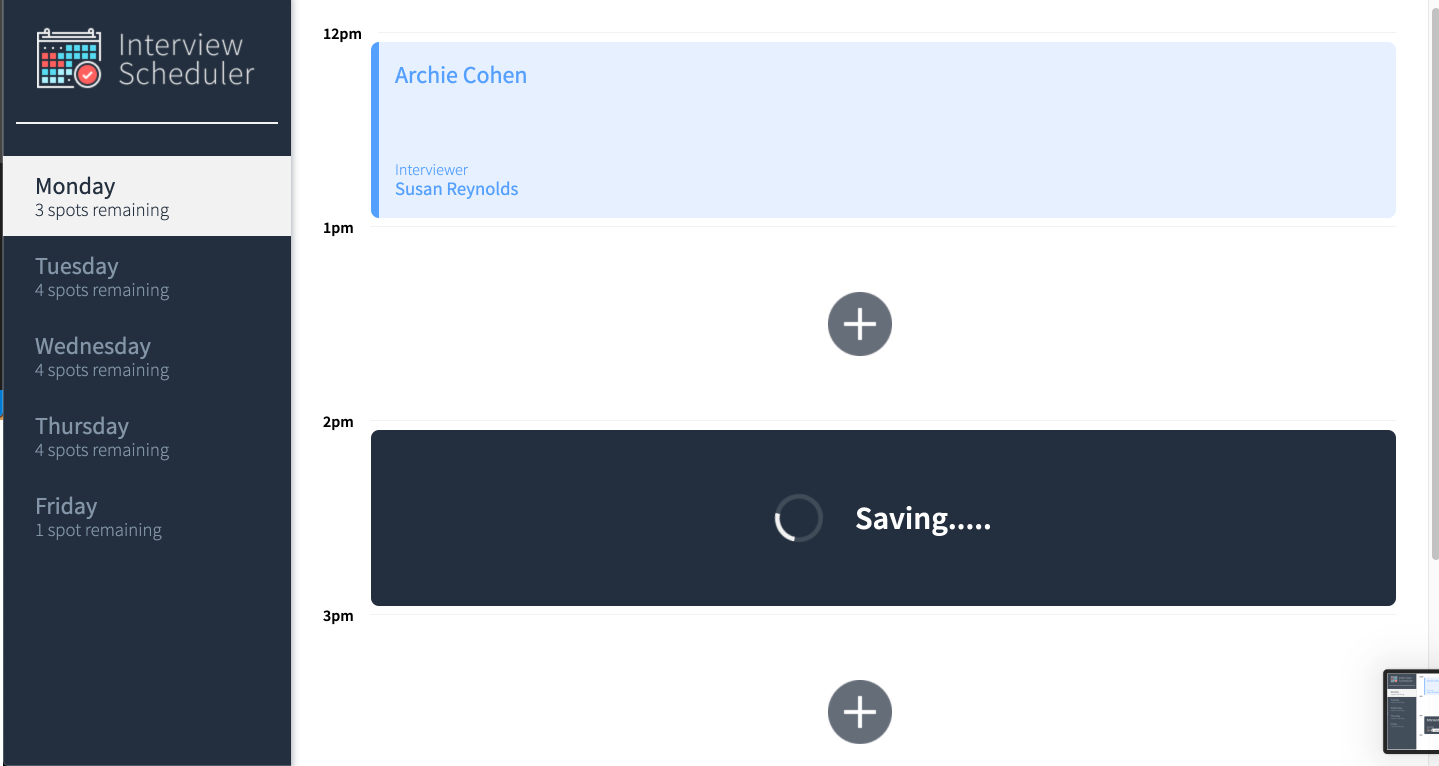 Interview
Scheduler
Monday
3 spots remaining
Tuesday
4 spots remaining
Wednesday
4 spots remaining
Thursday
4 spots remaining
Friday
1 spot remaining
12pm
Archie Cohen
Interviewer
Susan Reynolds
1pm
2pm
Saving.....
3pm